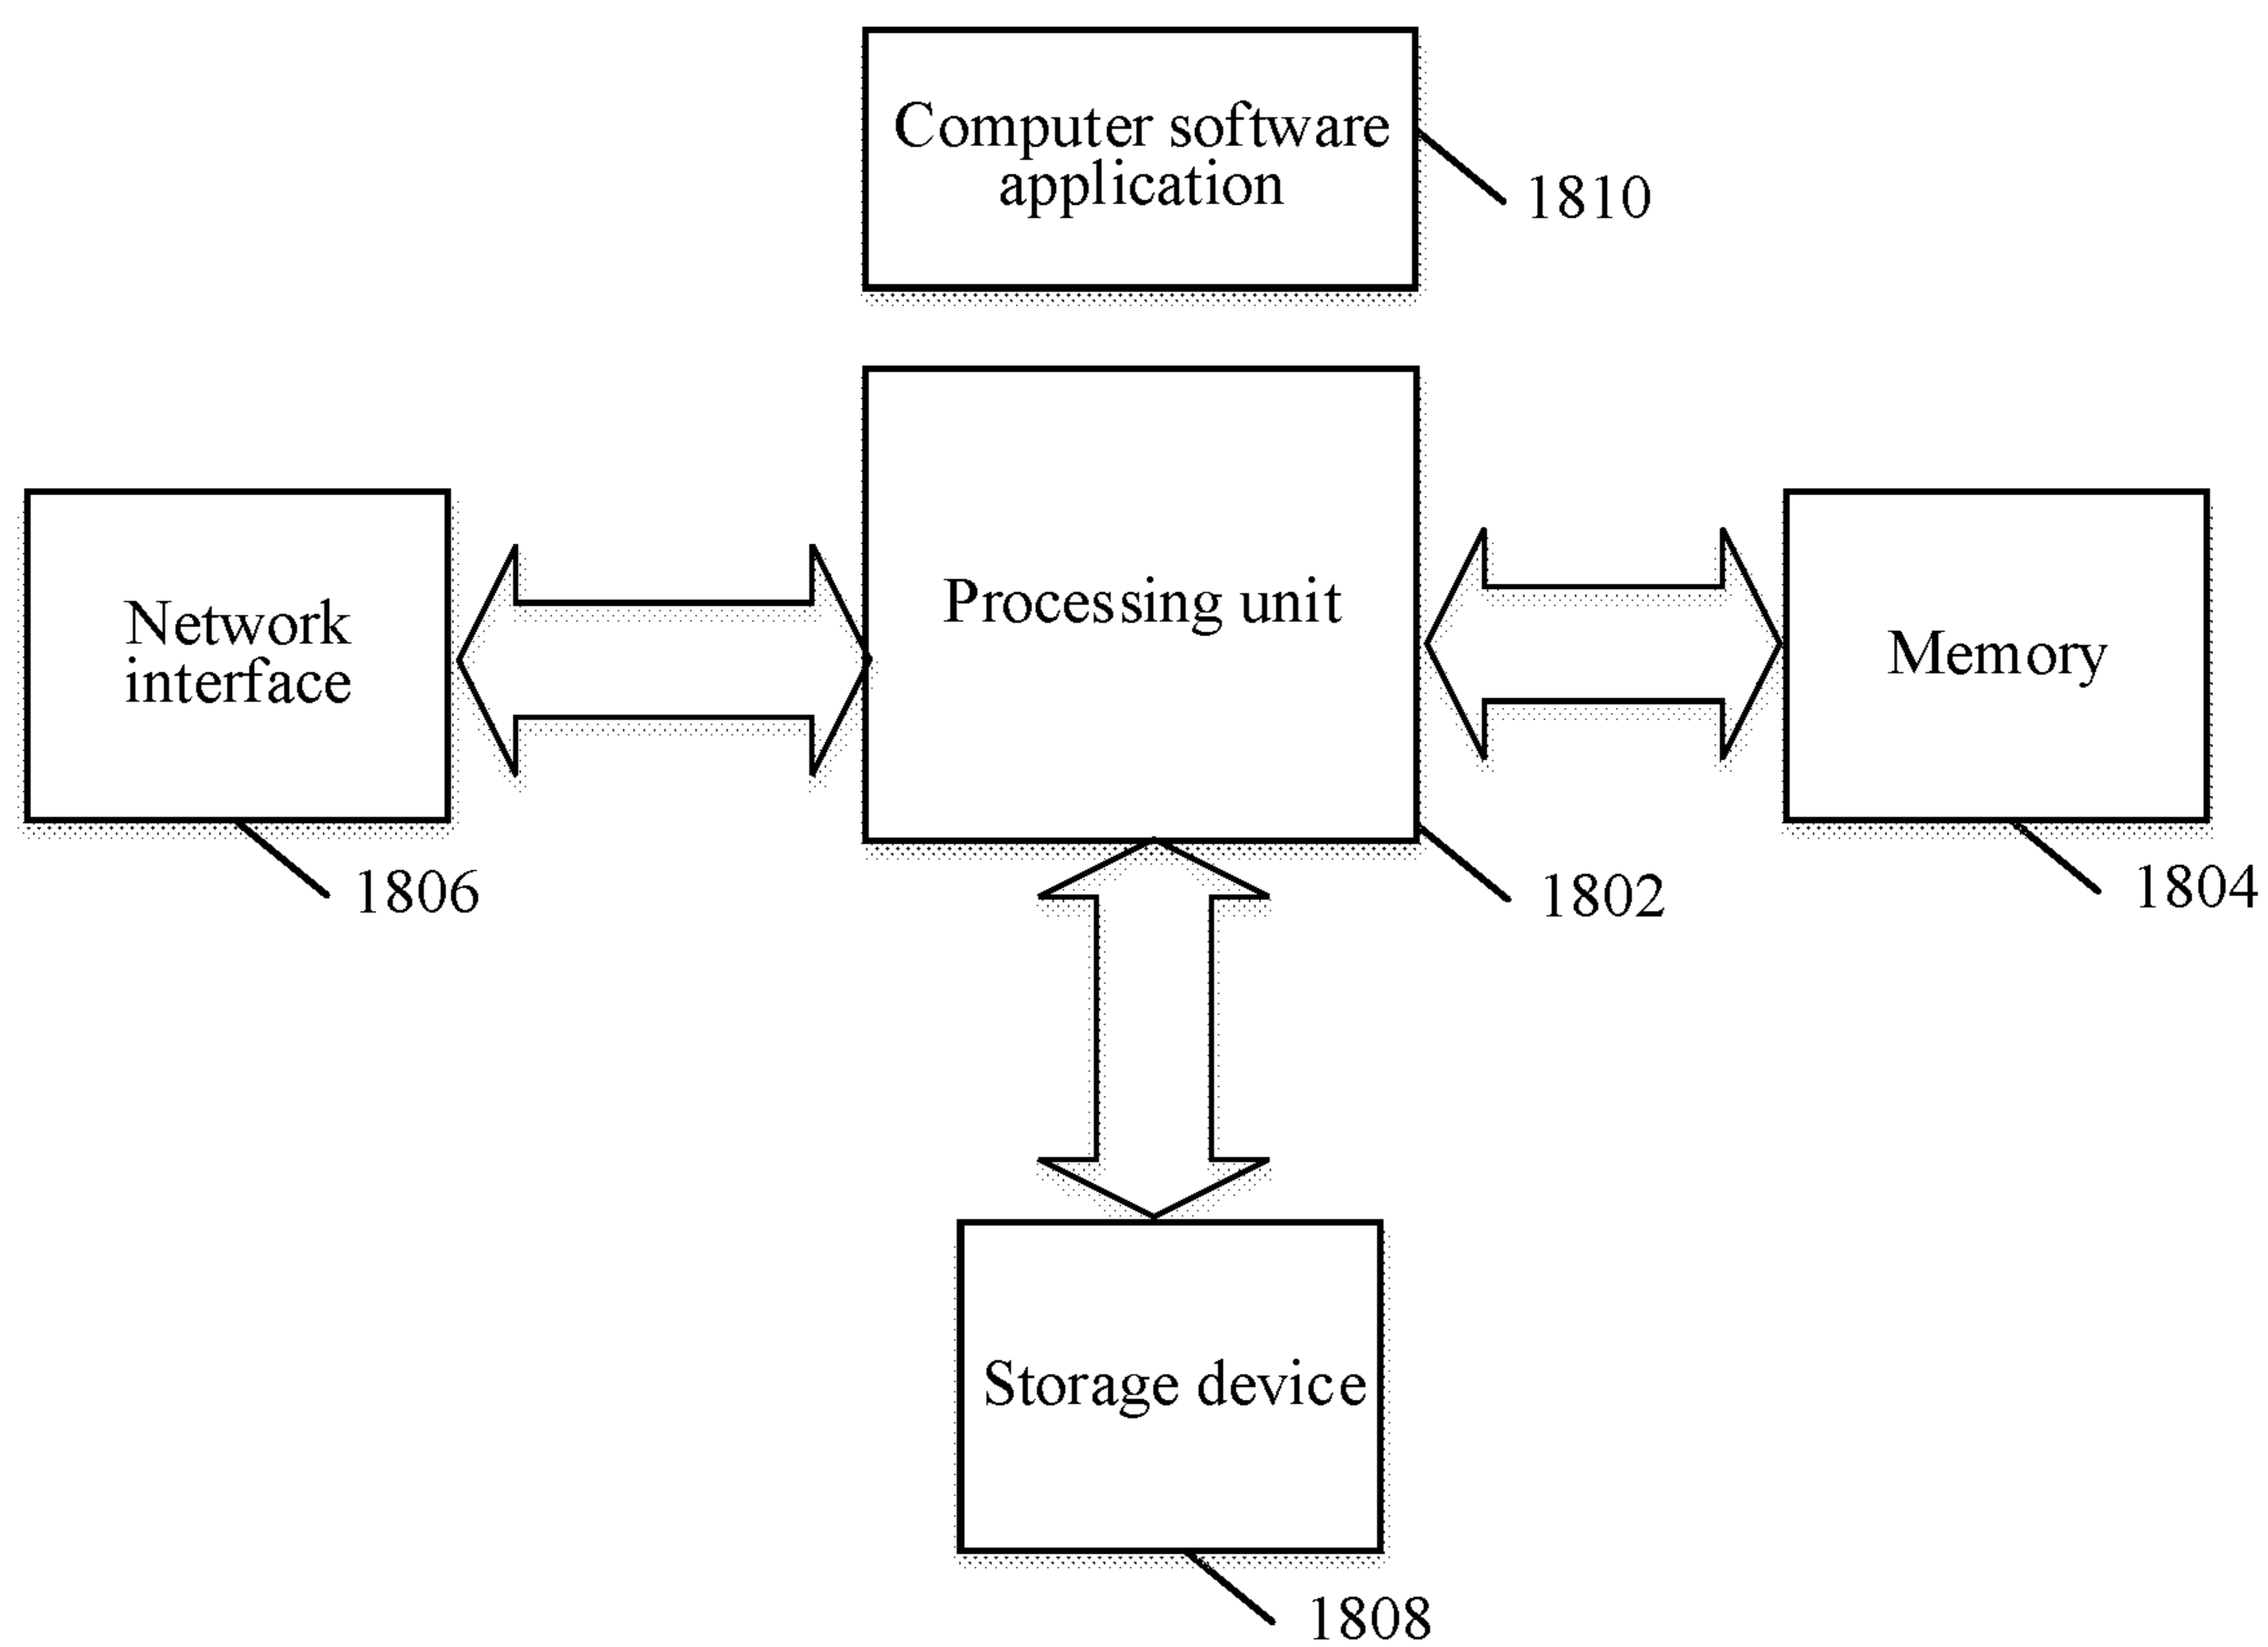 Computer software
application
1810
Network
interface
1806
Processing unit
1802
Memory
1804
Storage device
1808